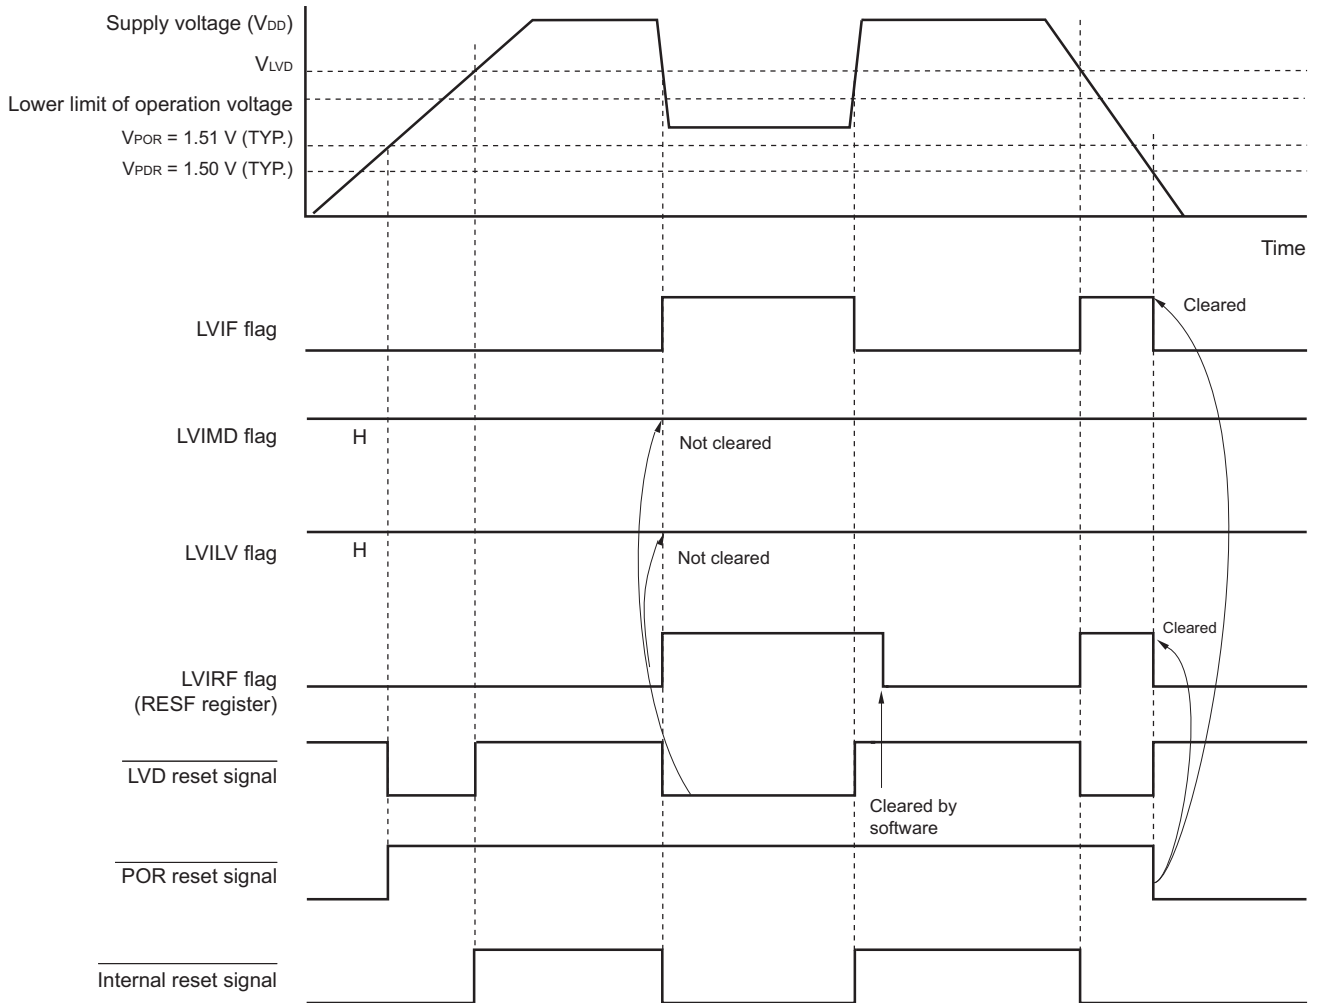 Supply voltage (VDD)
VLVD
Lower limit of operation voltage
VPOR = 1.51 V (TYP.)
VPDR = 1.50 V (TYP.)
Time
Cleared
LVIF flag
LVIMD flag
H
Not cleared
LVILV flag
H
Not cleared
Cleared
LVIRF flag
(RESF register)
LVD reset signal
Cleared by
software
POR reset signal
Internal reset signal